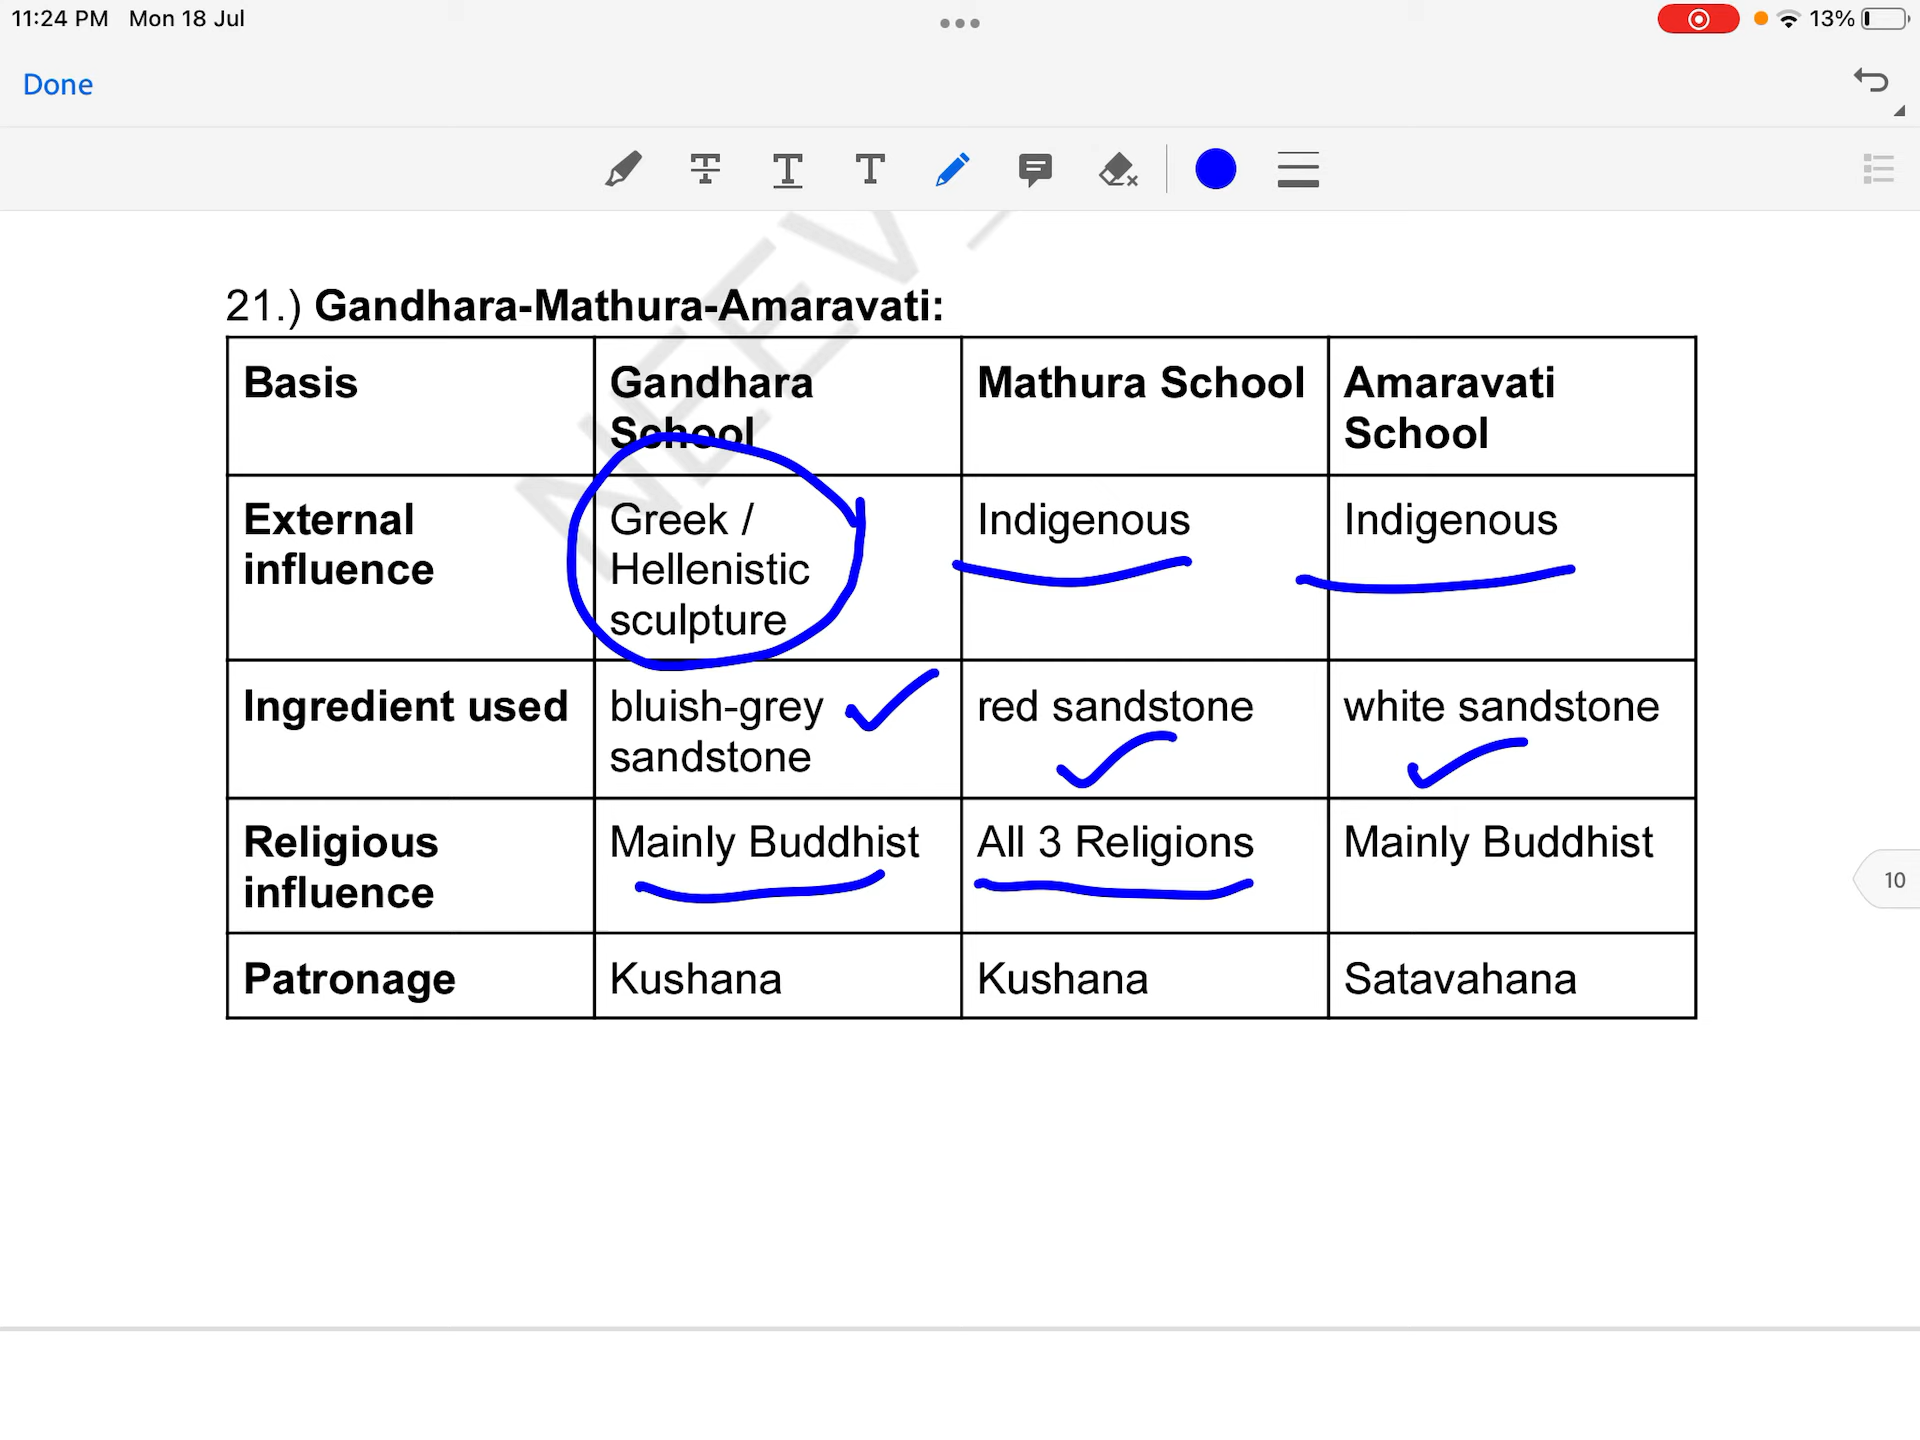 11:24 PM Mon 18 Jul
13%
Done
T T T
NEEV_
21.) Gandhara-Mathura-Amaravati:
Basis
Gandhara
School
Mathura School
Amaravati
School
External
influence
Greek /
Hellenistic
sculpture
Indigenous
Indigenous
Ingredient used
bluish-grey
sandstone
red sandstone
white sandstone
Religious
influence
Mainly Buddhist
All 3 Religions
Mainly Buddhist
Patronage
Kushana
Kushana
Satavahana
10